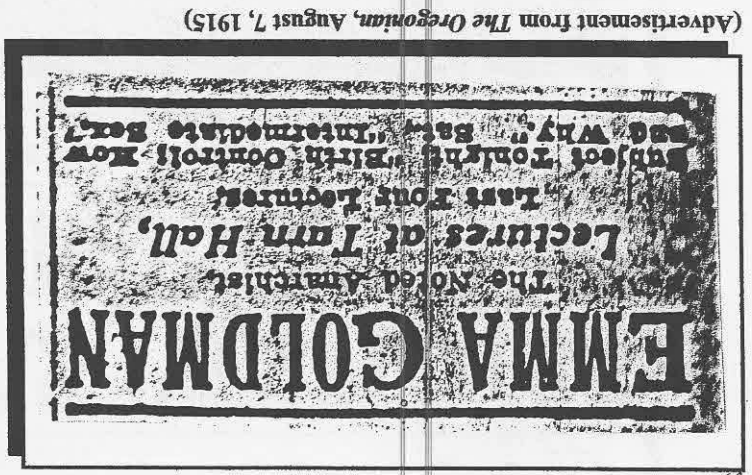 EMMA GOLDMAN
The Noted Anarchist,
Lectures at Turn Hall,
Last Four Lectures.
Subject Tonight, "Birth Control; How
and Why." Sat., "Intermediate Sex."
(Advertisement from The Oregonian, August 7, 1915)